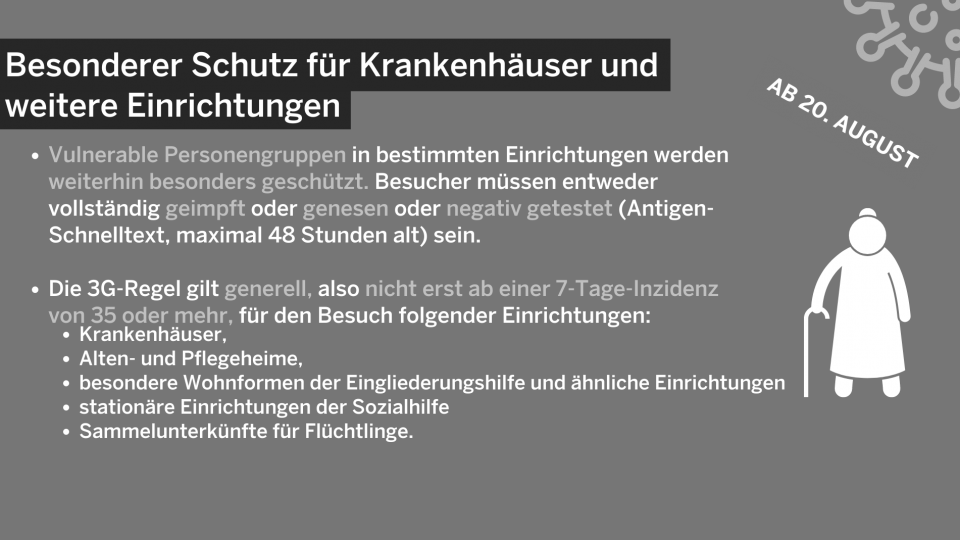 Besonderer Schutz für Krankenhäuser und
weitere Einrichtungen
AB 20. AUGUST
• Vulnerable Personengruppen in bestimmten Einrichtungen werden
weiterhin besonders geschützt. Besucher müssen entweder
vollständig geimpft oder genesen oder negativ getestet (Antigen-
Schnelltext, maximal 48 Stunden alt) sein.
• Die 3G-Regel gilt generell, also nicht erst ab einer 7-Tage-Inzidenz
von 35 oder mehr, für den Besuch folgender Einrichtungen:
• Krankenhäuser,
• Alten- und Pflegeheime,
• besondere Wohnformen der Eingliederungshilfe und ähnliche Einrichtungen
• stationäre Einrichtungen der Sozialhilfe
• Sammelunterkünfte für Flüchtlinge.